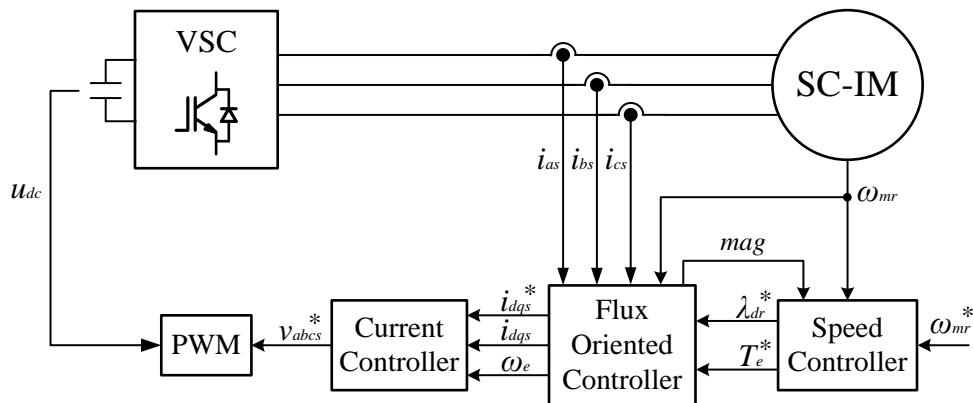 VSC
SC-IM
i_as
i_bs
i_cs
u_dc
ω_mr
mag
i_dqs*
λ_dr*
ω_mr*
v_abcs*
i_dqs
T_e*
ω_e
PWM
Current
Controller
Flux
Oriented
Controller
Speed
Controller